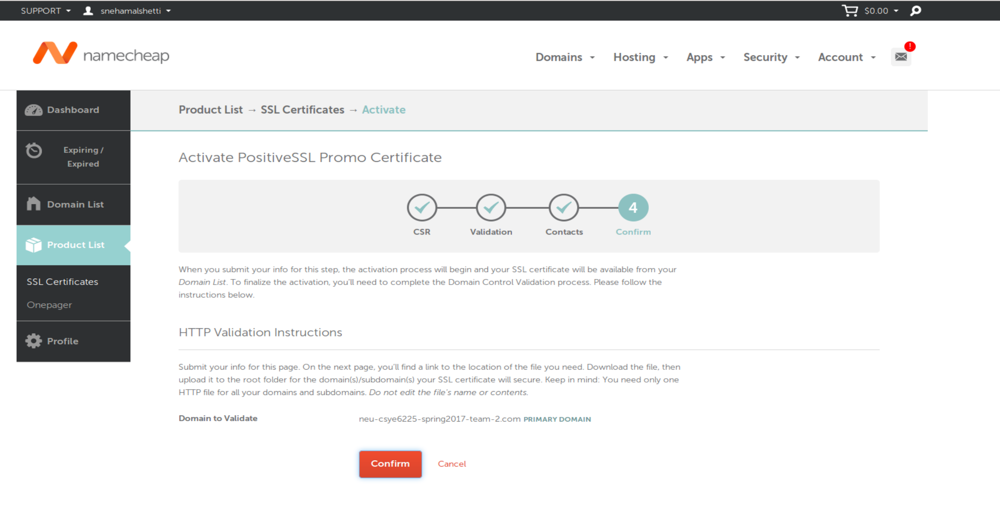 SUPPORT snehamalshetti $0.00
namecheap
Domains Hosting Apps Security Account !
Dashboard
Expiring /
Expired
Domain List
Product List
SSL Certificates
Onepager
Profile
Product List → SSL Certificates → Activate
Activate PositiveSSL Promo Certificate
4
CSR Validation Contacts Confirm
When you submit your info for this step, the activation process will begin and your SSL certificate will be available from your
Domain List. To finalize the activation, you'll need to complete the Domain Control Validation process. Please follow the
instructions below.
HTTP Validation Instructions
Submit your info for this page. On the next page, you'll find a link to the location of the file you need. Download the file, then
upload it to the root folder for the domain(s)/subdomain(s) your SSL certificate will secure. Keep in mind: You need only one
HTTP file for all your domains and subdomains. Do not edit the file's name or contents.
Domain to Validate neu-csye6225-spring2017-team-2.com PRIMARY DOMAIN
Confirm Cancel